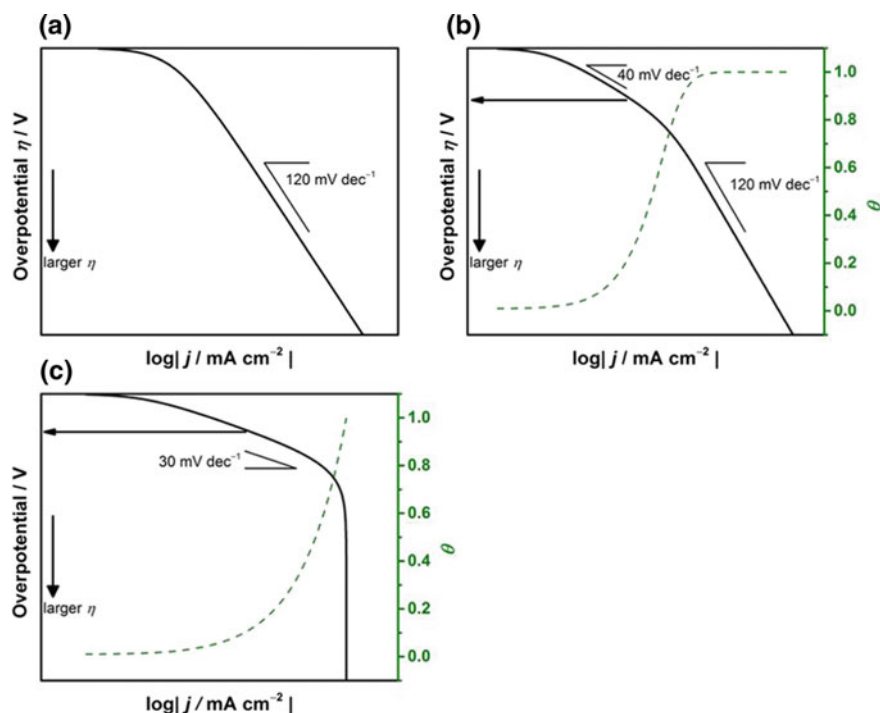 (a)
Overpotential η / V
larger η
120 mV dec⁻¹
log| j / mA cm⁻² |
(b)
Overpotential η / V
larger η
40 mV dec⁻¹
120 mV dec⁻¹
1.0
0.8
0.6
0.4
0.2
0.0
θ
log| j / mA cm⁻² |
(c)
Overpotential / V
larger η
30 mV dec⁻¹
1.0
0.8
0.6
0.4
0.2
0.0
θ
log| j / mA cm⁻² |